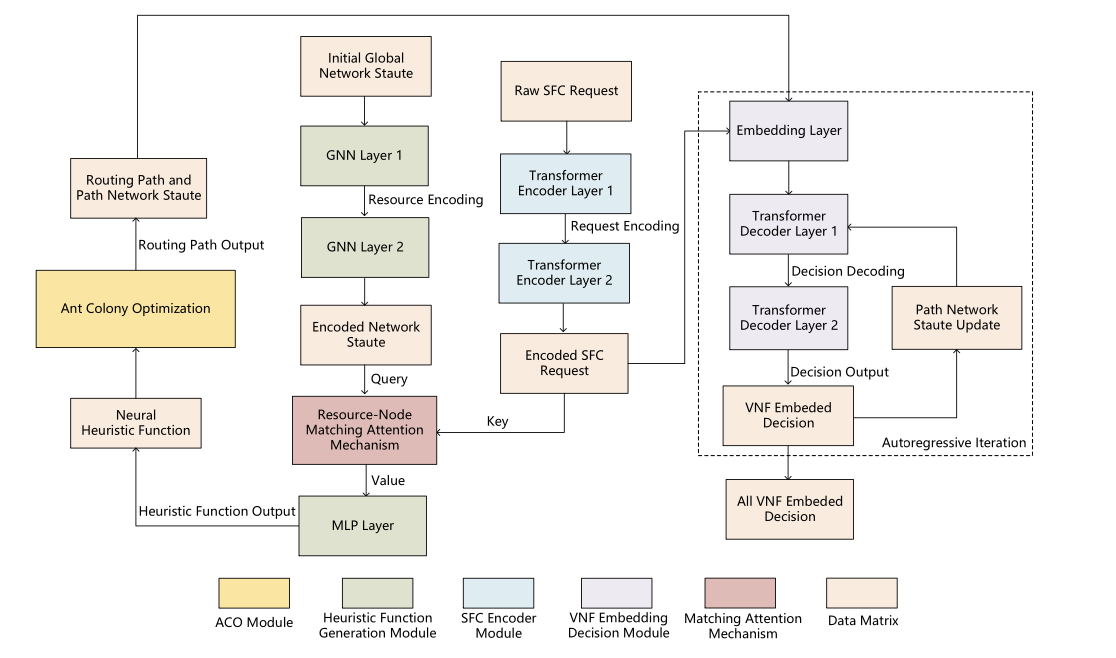 Initial Global
Network Staute
GNN Layer 1
Resource Encoding
GNN Layer 2
Encoded Network
Staute
Query
Resource-Node
Matching Attention
Mechanism
Value
MLP Layer
Heuristic Function Output
Neural
Heuristic Function
Ant Colony Optimization
Routing Path Output
Routing Path and
Path Network Staute
Raw SFC Request
Transformer
Encoder Layer 1
Request Encoding
Transformer
Encoder Layer 2
Encoded SFC
Request
Key
Embedding Layer
Transformer
Decoder Layer 1
Decision Decoding
Transformer
Decoder Layer 2
Path Network
Staute Update
Decision Output
VNF Embeded
Decision
Autoregressive Iteration
All VNF Embeded
Decision
ACO Module
Heuristic Function
Generation Module
SFC Encoder
Module
VNF Embedding
Decision Module
Matching Attention
Mechanism
Data Matrix